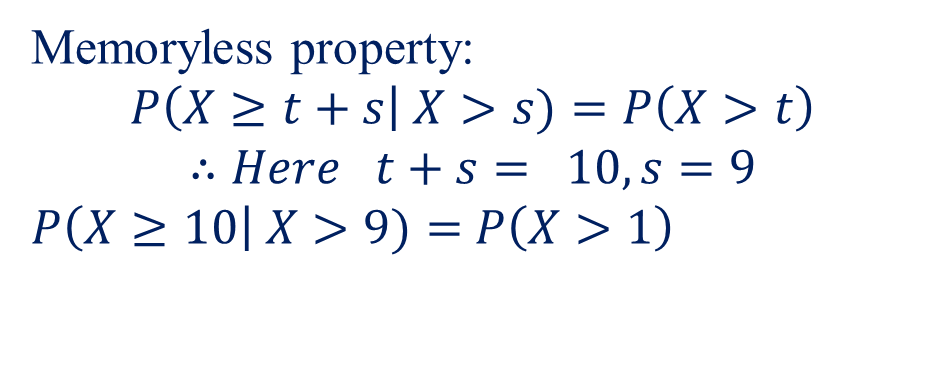 Memoryless property:
P(X ≥ t + s| X > s) = P(X > t)
∴ Here t + s = 10, s = 9
P(X ≥ 10| X > 9) = P(X > 1)